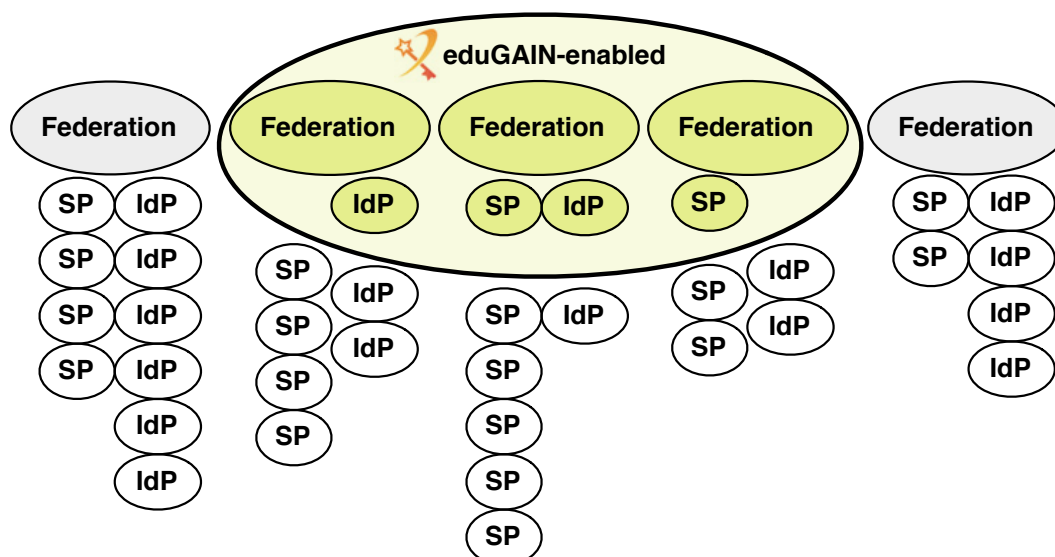 eduGAIN-enabled
Federation Federation Federation Federation Federation
SP IdP IdP SP IdP SP SP IdP
SP IdP SP IdP SP IdP SP IdP
SP IdP SP IdP SP IdP SP IdP IdP
SP IdP SP SP SP IdP
IdP SP SP
IdP SP
SP